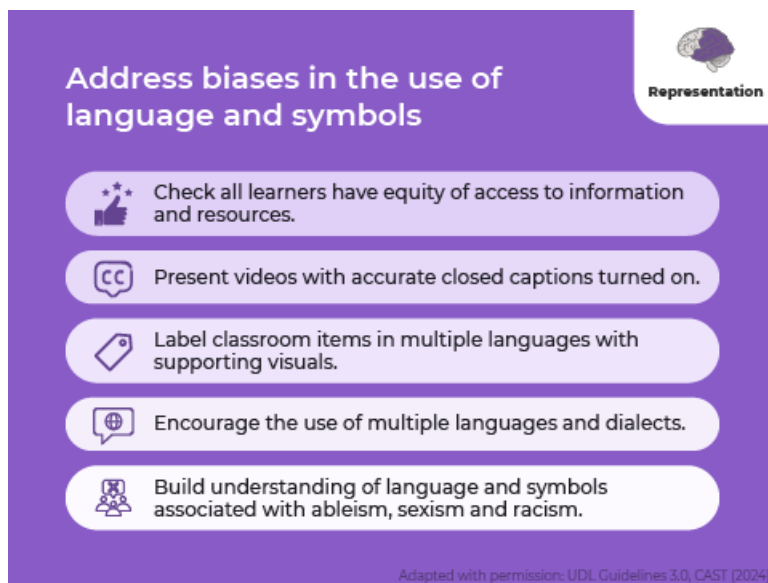 Representation
Address biases in the use of
language and symbols
Check all learners have equity of access to information
and resources.
CC
Present videos with accurate closed captions turned on.
Label classroom items in multiple languages with
supporting visuals.
Encourage the use of multiple languages and dialects.
Build understanding of language and symbols
associated with ableism, sexism and racism.
Adapted with permission: UDL Guidelines 3.0, CAST (2024)